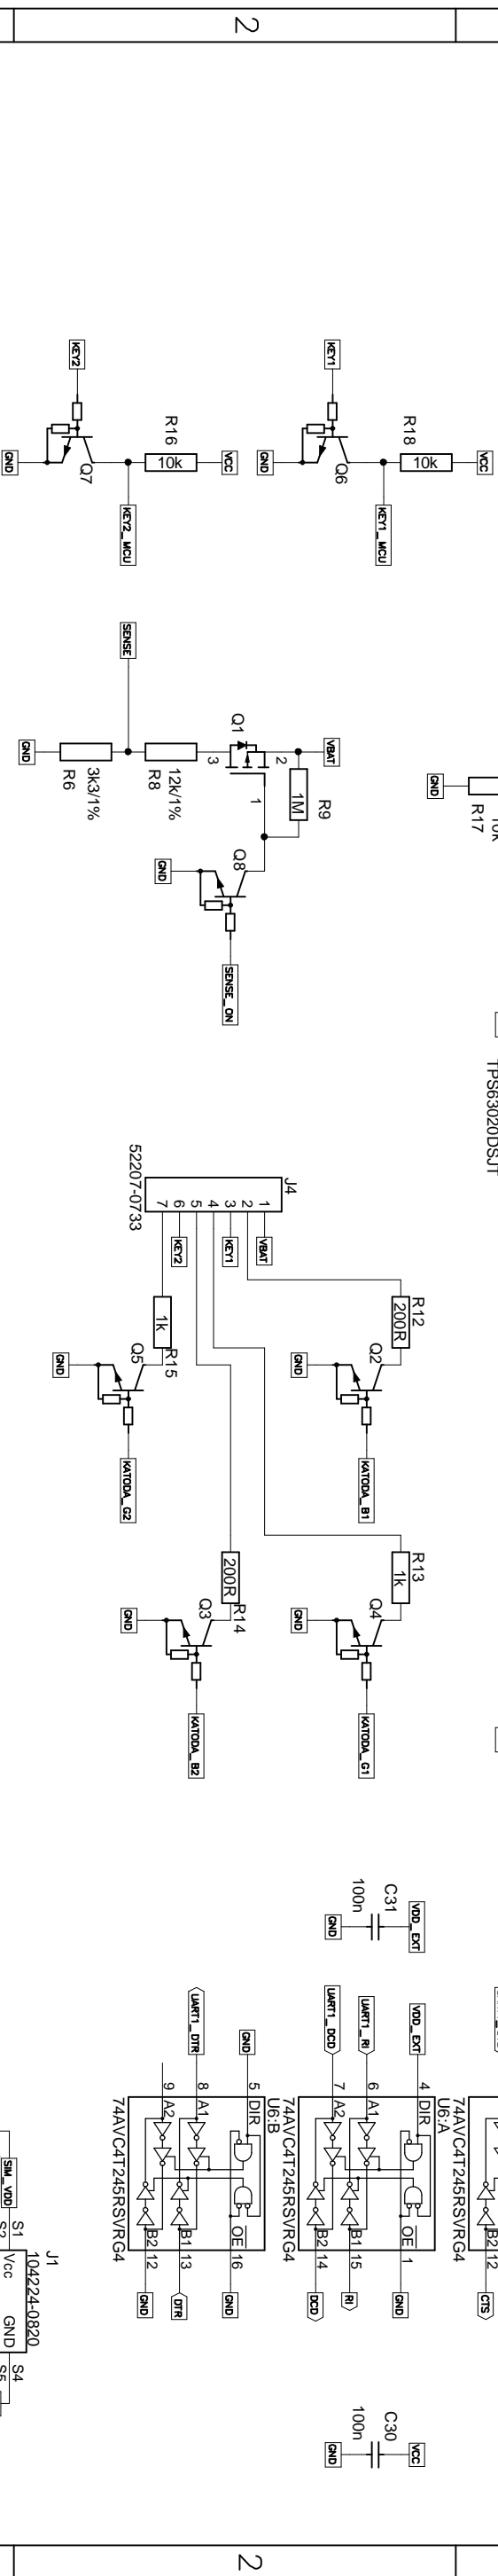 2
KEY1
R18
10k
VCC
GND
Q6
KEY1_MCU
KEY2
R16
10k
VCC
GND
Q7
KEY2_MCU
SENSE
GND
R6
3k3/1%
R8
12k/1%
Q1
3
2
1
VBAT
R9
1M
Q8
GND
SENSE_ON
GND
R17
10k
TPS63020DSJT
J4
52207-0733
1
2
3
4
5
6
7
VBAT
KEY1
KEY2
R12
200R
Q2
GND
KATODA_B1
R15
1k
Q5
GND
KATODA_G2
R13
1k
Q4
GND
KATODA_G1
R14
200R
Q3
GND
KATODA_B2
C31
100n
VDD_EXT
GND
VDD_EXT
UART1_RI
UART1_DCD
4
6
7
DIR
A1
A2
OE
B1
B2
1
15
14
GND
RI
DCD
U6:A
74AVC4T245RSVRG4
GND
UART1_DTR
5
8
9
DIR
A1
A2
OE
B1
B2
16
13
12
GND
DTR
GND
U6:B
74AVC4T245RSVRG4
B2
12
CTS
74AVC4T245RSVRG4
C30
100n
VCC
GND
J1
104224-0820
SIM_VDD
S1
S2
Vcc
GND
S4
S5
2